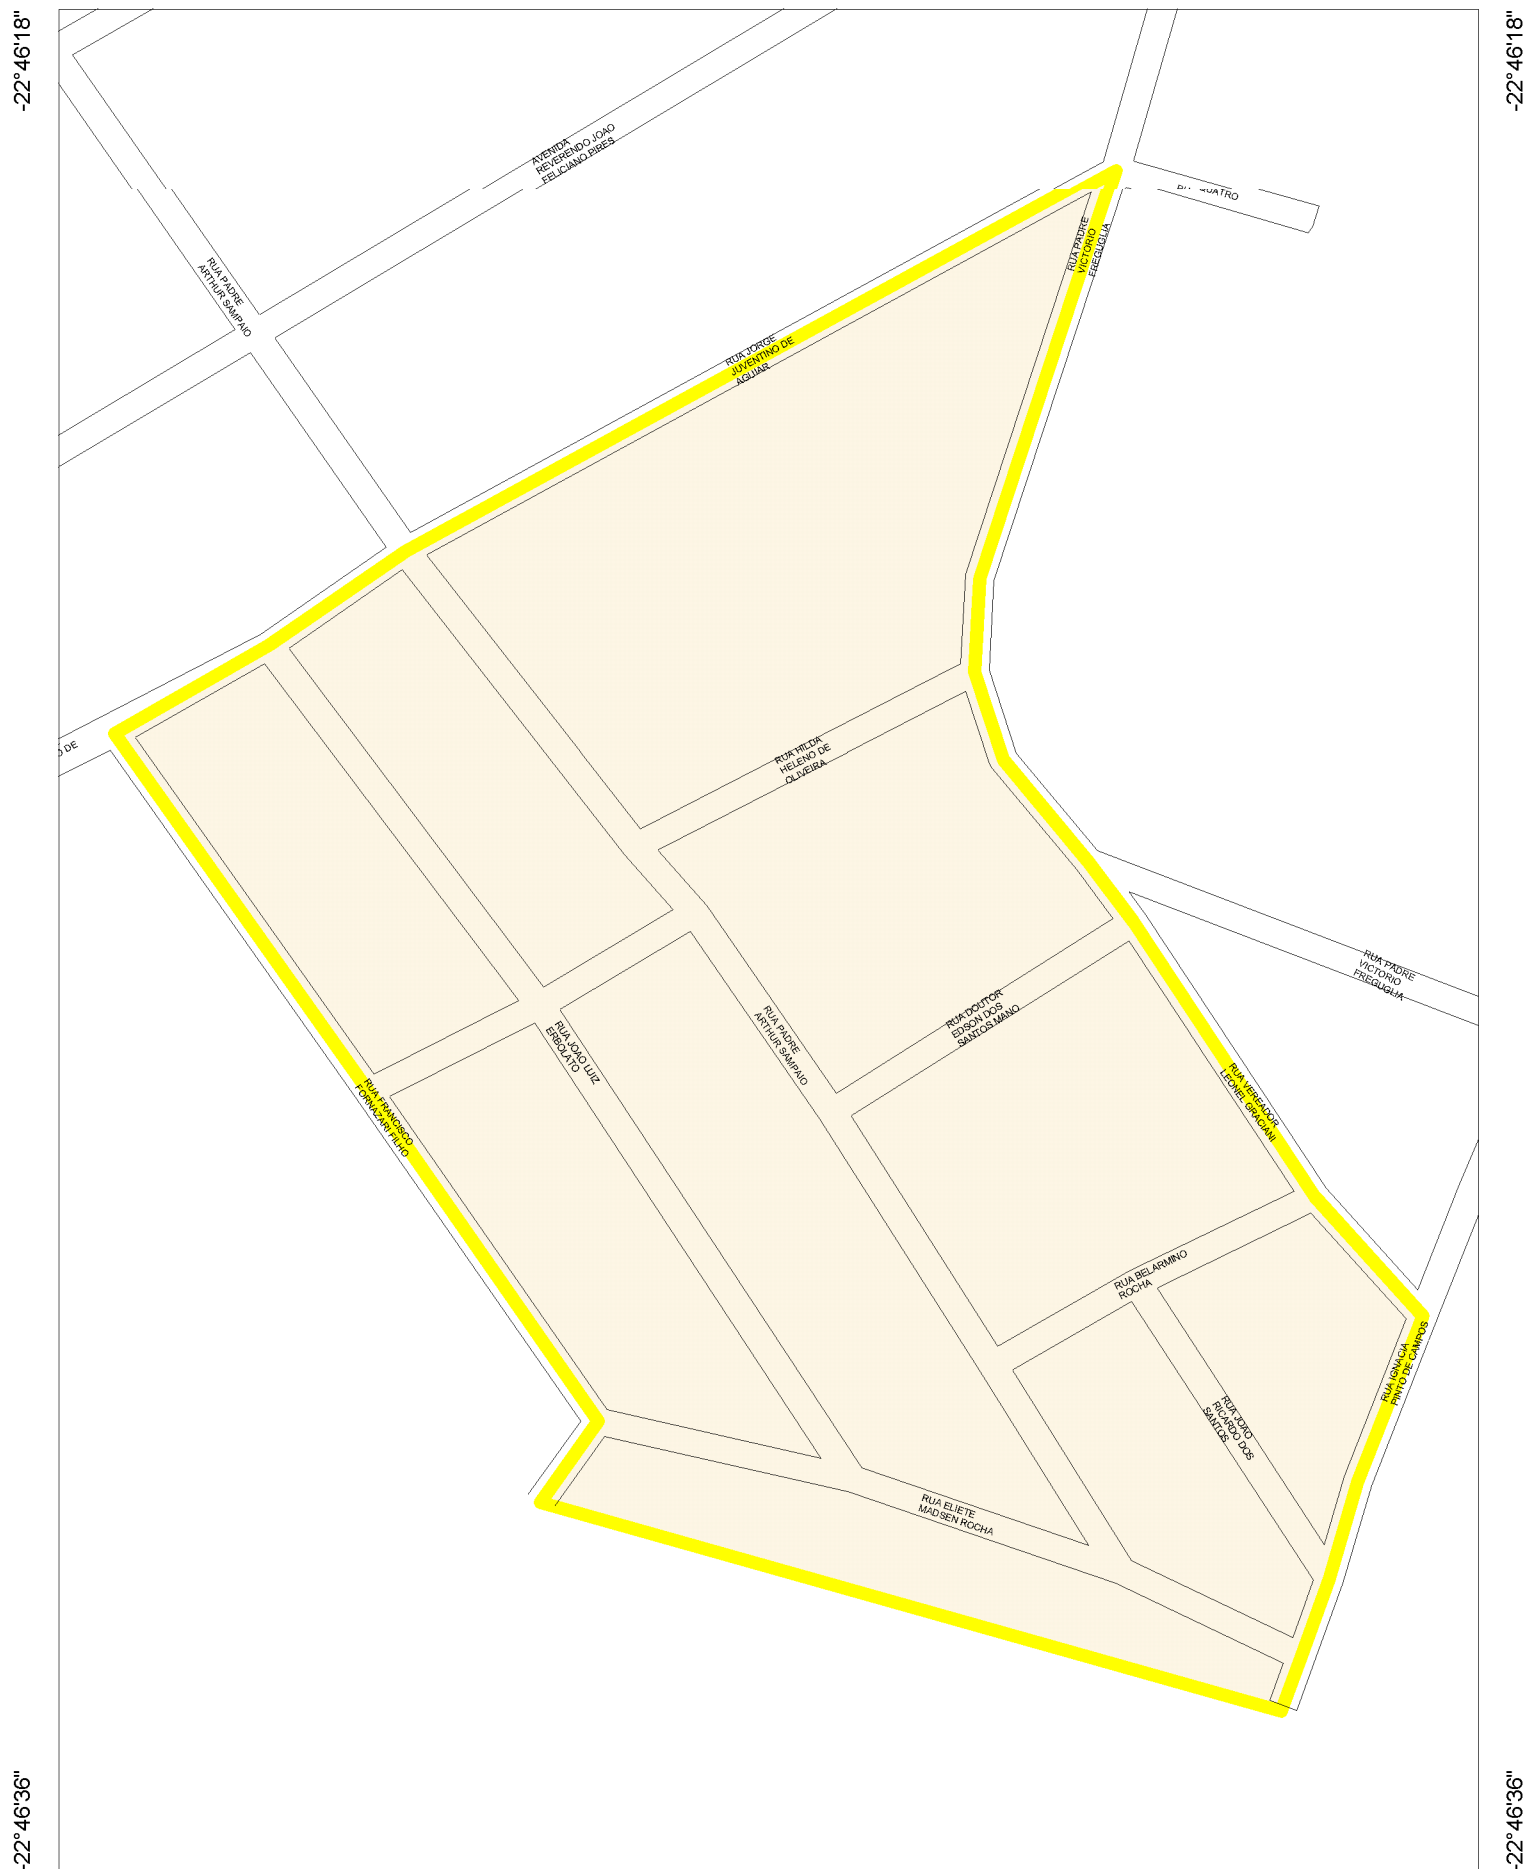 -22°46'18"
-22°46'18"
AVENIDA
REVERENDO JOAO
FELICIANO PIRES
RUA PADRE
ARTHUR SAMPAIO
RUA PADRE
VICTORIO
FREGUGLIA
RUA JORGE
JUVENTINO DE
AGUIAR
DE
RUA HILDA
HELENO DE
OLIVEIRA
RUA PADRE
VICTORIO
FREGUGLIA
RUA DOUTOR
EDSON DOS
SANTOS MANO
RUA PADRE
ARTHUR SAMPAIO
RUA JOAO LUIZ
ERBOLATO
RUA FRANCISCO
FORNAZARI FILHO
RUA VEREADOR
LEONEL GRACIANI
RUA BELARMINO
ROCHA
RUA IGNACIA
PINTO DE CAMPOS
RUA JOAO
RICARDO DOS
SANTOS
RUA ELIETE
MADSEN ROCHA
-22°46'36"
-22°46'36"